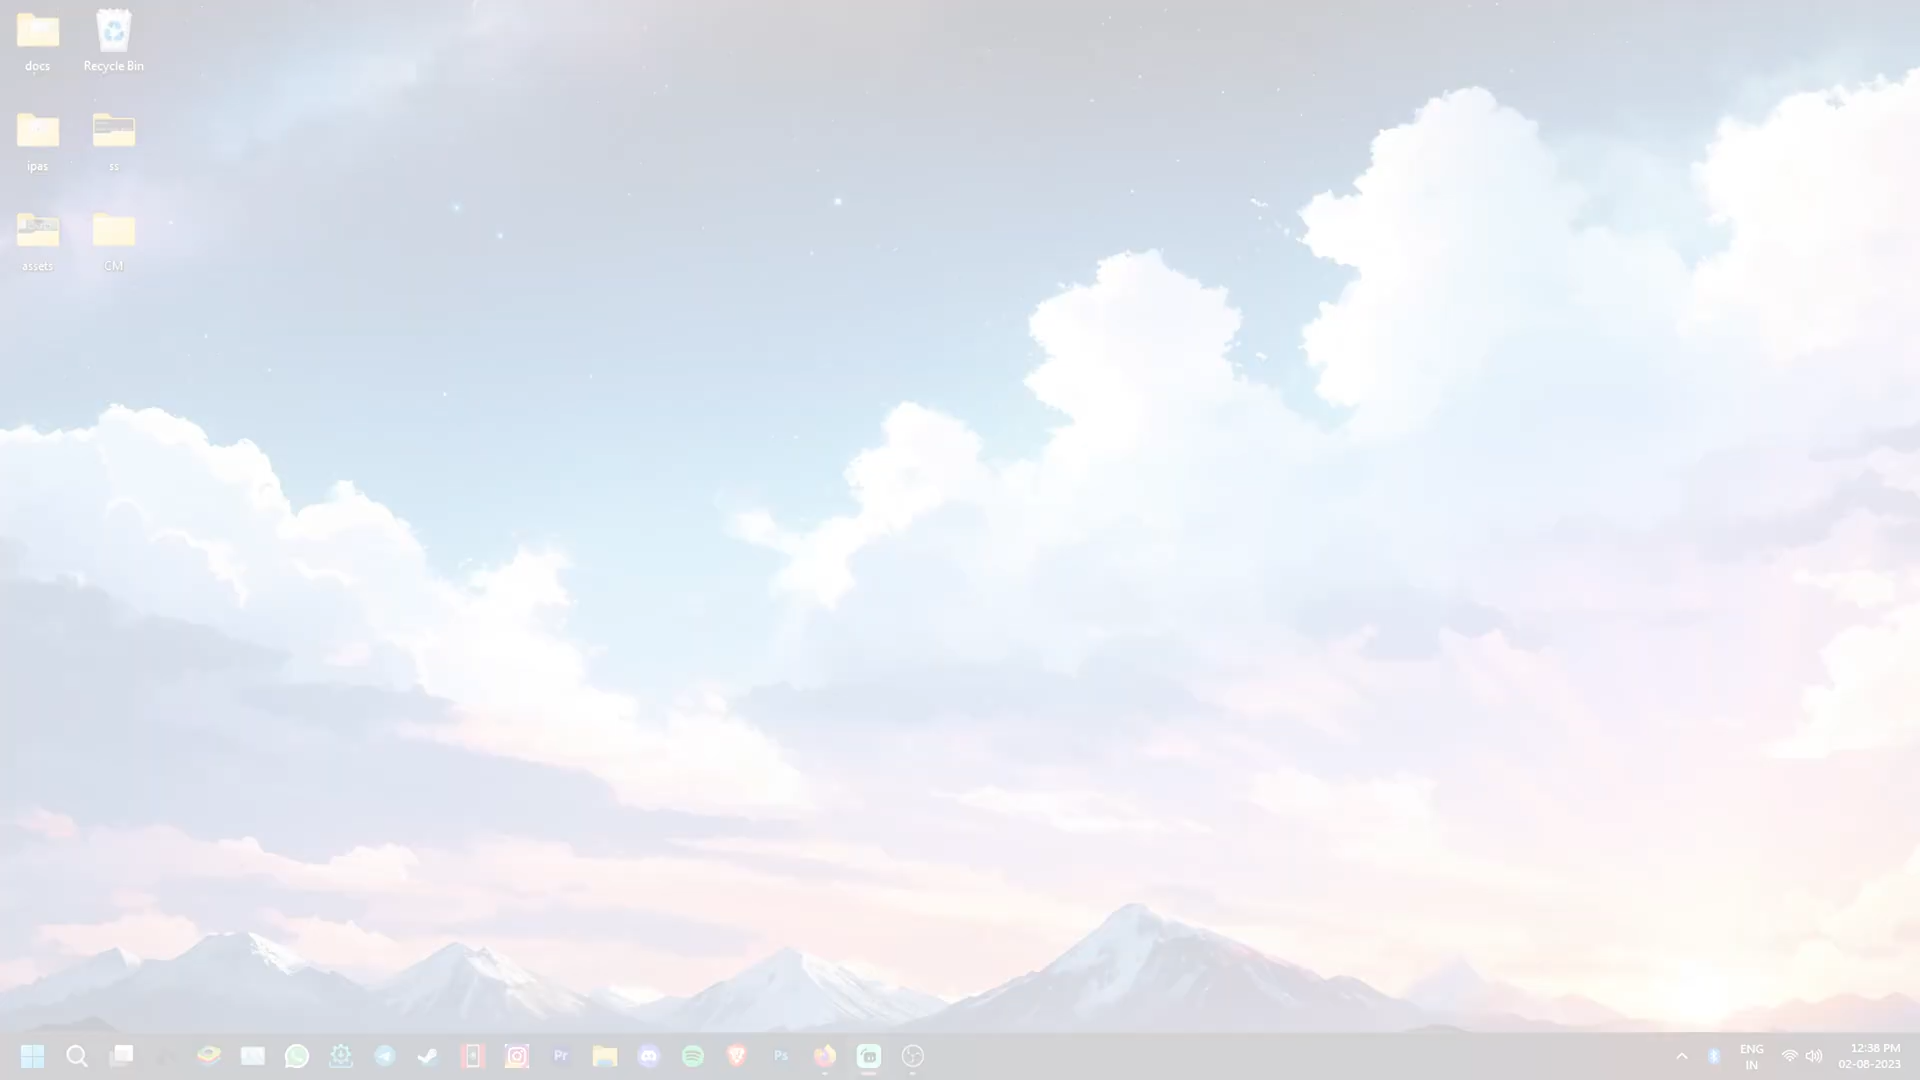 docs
Recycle Bin
ipas
ss
assets
CM
Pr
Ps
ENG
IN
12:38 PM
02-08-2023